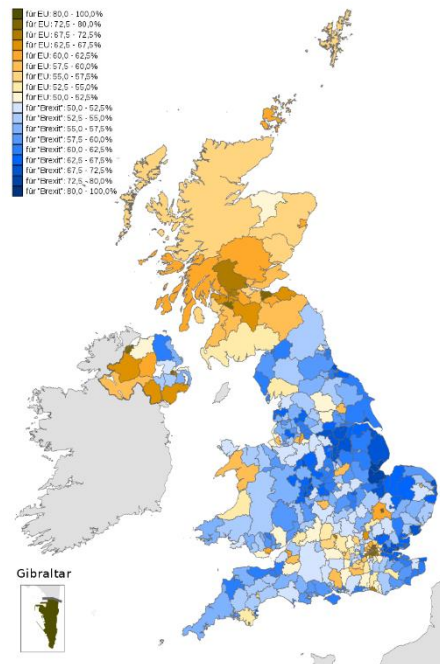 für EU: 80,0 - 100,0%
für EU: 72,5 - 80,0%
für EU: 67,5 - 72,5%
für EU: 62,5 - 67,5%
für EU: 60,0 - 62,5%
für EU: 57,5 - 60,0%
für EU: 55,0 - 57,5%
für EU: 52,5 - 55,0%
für EU: 50,0 - 52,5%
für "Brexit": 50,0 - 52,5%
für "Brexit": 52,5 - 55,0%
für "Brexit": 55,0 - 57,5%
für "Brexit": 57,5 - 60,0%
für "Brexit": 60,0 - 62,5%
für "Brexit": 62,5 - 67,5%
für "Brexit": 67,5 - 72,5%
für "Brexit": 72,5 - 80,0%
für "Brexit": 80,0 - 100,0%
Gibraltar